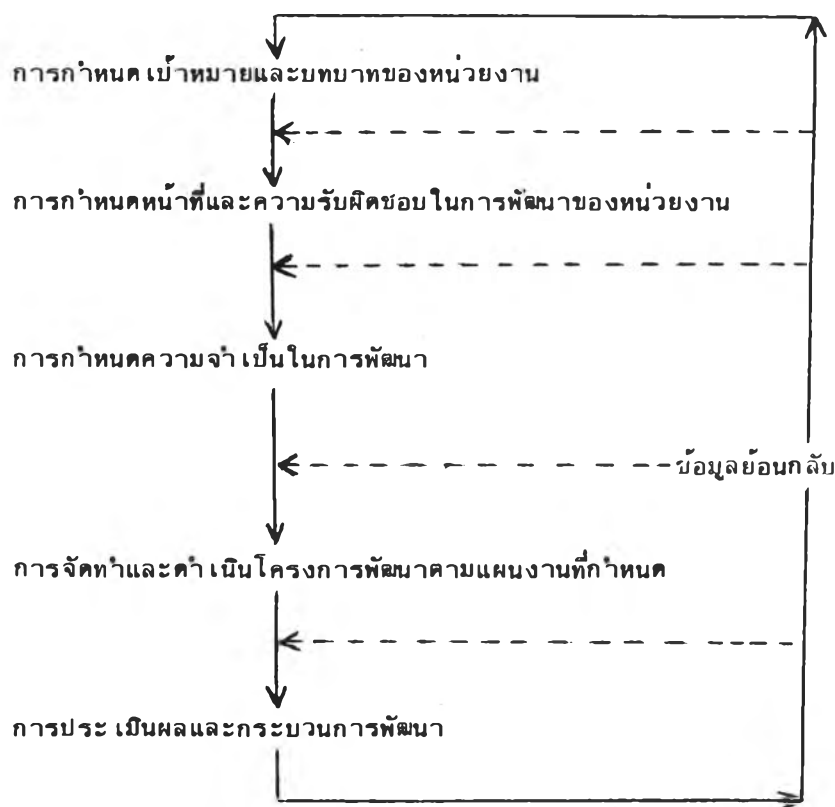 การกำหนดเป้าหมายและบทบาทของหน่วยงาน
การกำหนดหน้าที่และความรับผิดชอบในการพัฒนาของหน่วยงาน
การกำหนดความจำเป็นในการพัฒนา
ข้อมูลย้อนกลับ
การจัดทำและดำเนินโครงการพัฒนาตามแผนงานที่กำหนด
การประเมินผลและกระบวนการพัฒนา